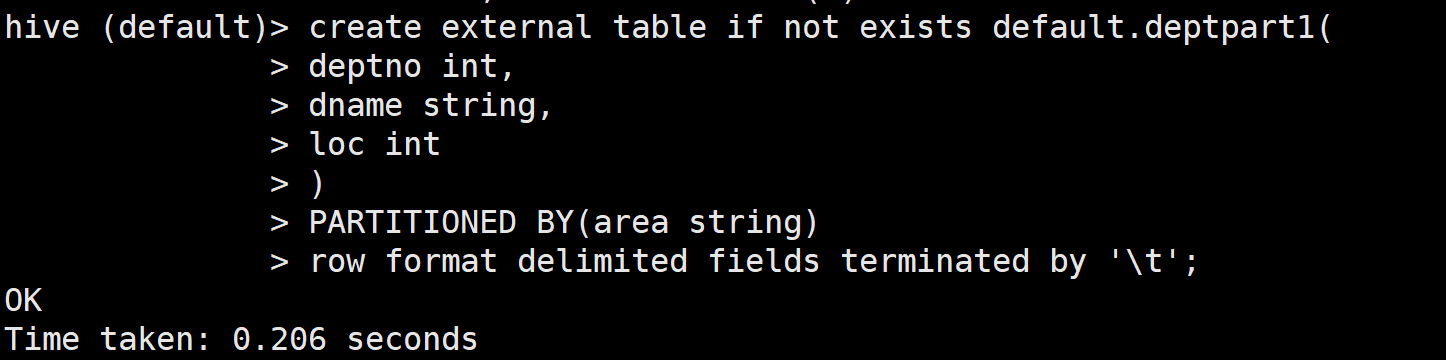 hive (default)> create external table if not exists default.deptpart1(
> deptno int,
> dname string,
> loc int
> )
> PARTITIONED BY(area string)
> row format delimited fields terminated by '\t';
OK
Time taken: 0.206 seconds